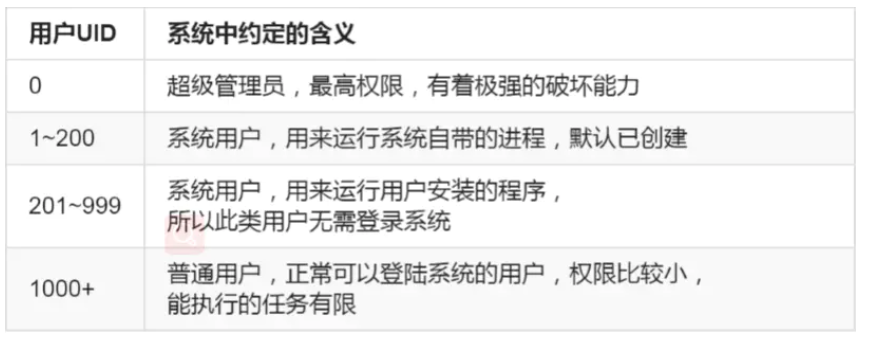 用户UID 系统中约定的含义
0 超级管理员，最高权限，有着极强的破坏能力
1~200 系统用户，用来运行系统自带的进程，默认已创建
201~999 系统用户，用来运行用户安装的程序，
所以此类用户无需登录系统
1000+ 普通用户，正常可以登陆系统的用户，权限比较小，
能执行的任务有限